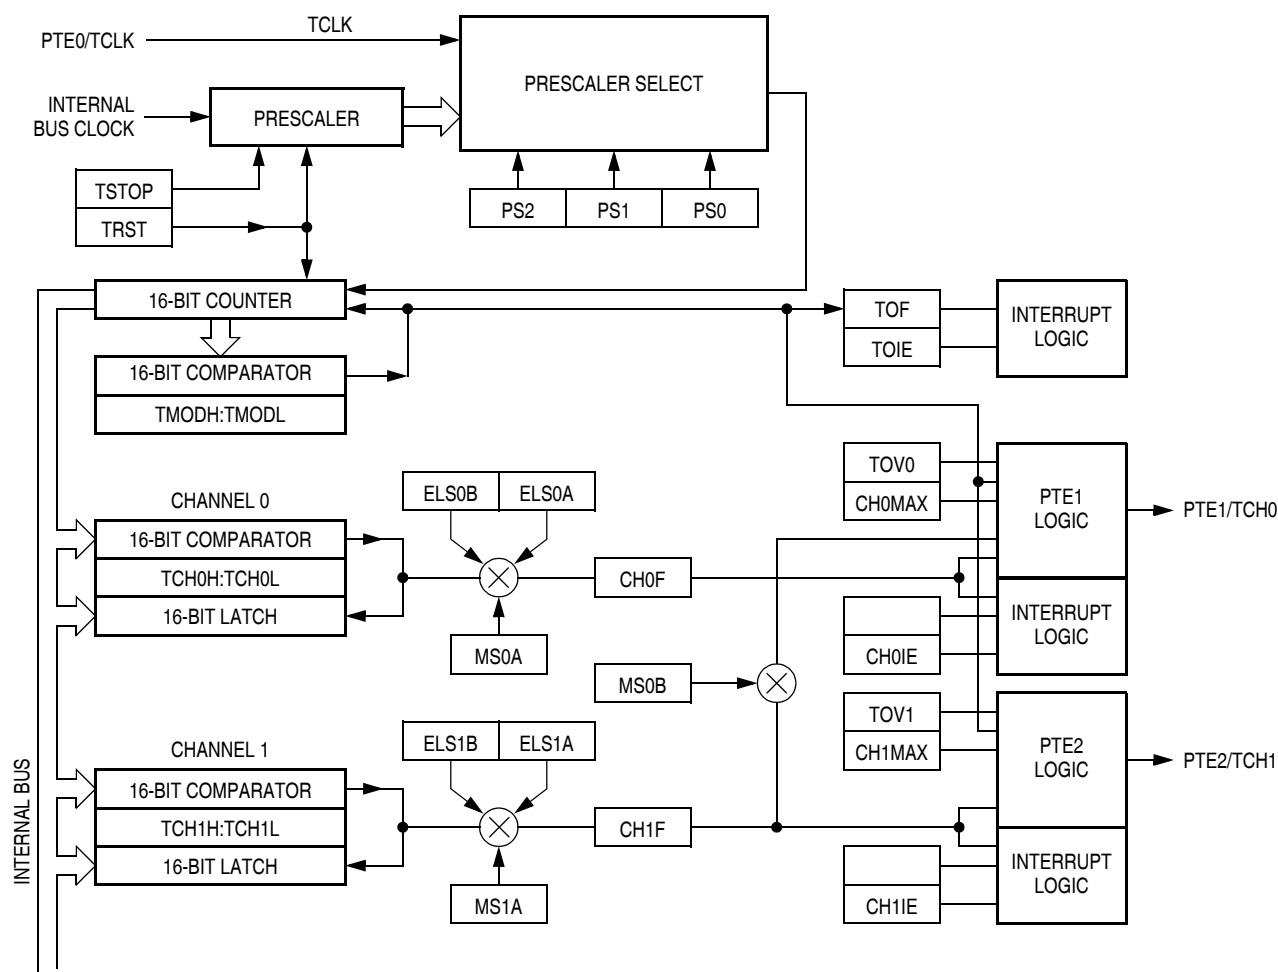 PTE0/TCLK
TCLK
PRESCALER SELECT
INTERNAL
BUS CLOCK
PRESCALER
TSTOP
TRST
PS2
PS1
PS0
16-BIT COUNTER
16-BIT COMPARATOR
TMODH:TMODL
TOF
TOIE
INTERRUPT
LOGIC
CHANNEL 0
16-BIT COMPARATOR
TCH0H:TCH0L
16-BIT LATCH
ELS0B
ELS0A
MS0A
CH0F
TOV0
CH0MAX
PTE1
LOGIC
PTE1/TCH0
INTERRUPT
LOGIC
CH0IE
MS0B
CHANNEL 1
16-BIT COMPARATOR
TCH1H:TCH1L
16-BIT LATCH
ELS1B
ELS1A
MS1A
CH1F
TOV1
CH1MAX
PTE2
LOGIC
PTE2/TCH1
INTERRUPT
LOGIC
CH1IE
INTERNAL BUS